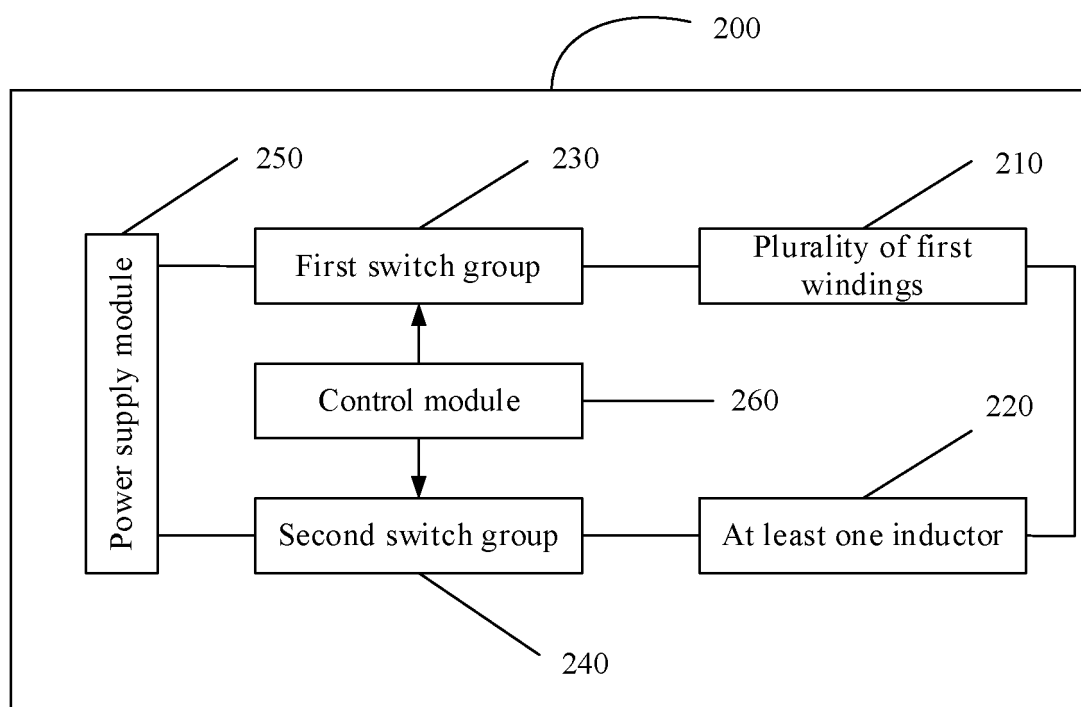 200
250
230
210
Power supply module
First switch group
Plurality of first
windings
Control module
260
220
Second switch group
At least one inductor
240